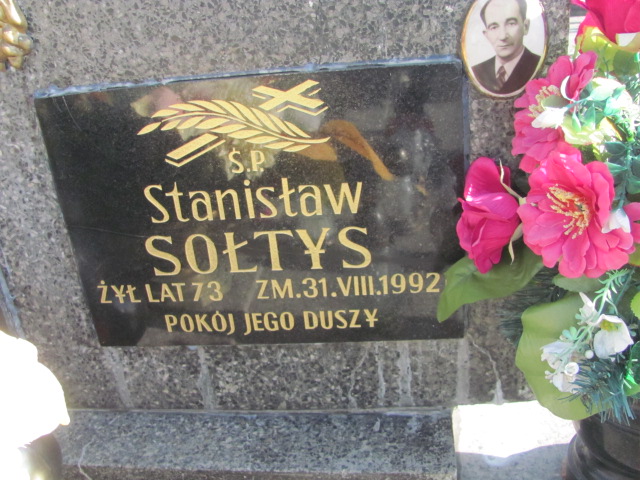 Ś.P.
Stanisław
SOŁTYS
ŻYŁ LAT 73 ZM. 31. VIII. 1992
POKÓJ JEGO DUSZY